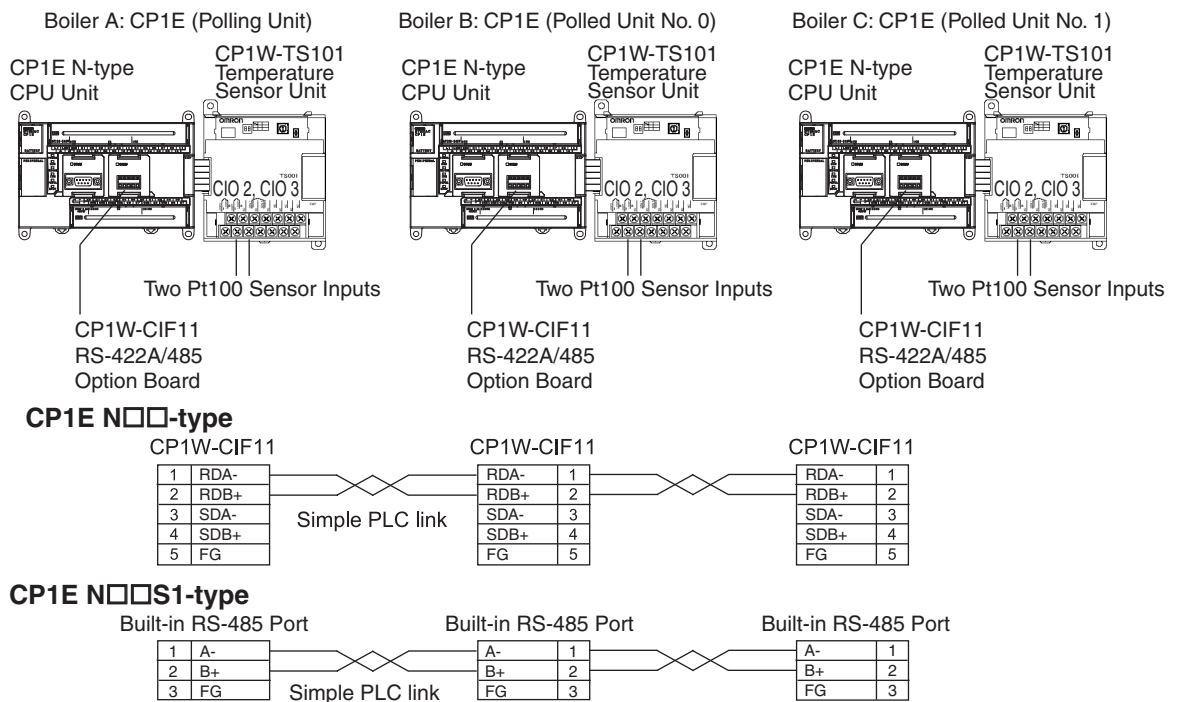 Boiler A: CP1E (Polling Unit)
Boiler B: CP1E (Polled Unit No. 0)
Boiler C: CP1E (Polled Unit No. 1)
CP1E N-type
CPU Unit
CP1W-TS101
Temperature
Sensor Unit
CP1E N-type
CPU Unit
CP1W-TS101
Temperature
Sensor Unit
CP1E N-type
CPU Unit
CP1W-TS101
Temperature
Sensor Unit
OMRON
OMRON
OMRON
TS001
TS001
TS001
CIO 2, CIO 3
CIO 2, CIO 3
CIO 2, CIO 3
Two Pt100 Sensor Inputs
Two Pt100 Sensor Inputs
Two Pt100 Sensor Inputs
CP1W-CIF11
RS-422A/485
Option Board
CP1W-CIF11
RS-422A/485
Option Board
CP1W-CIF11
RS-422A/485
Option Board
CP1E N□□-type
CP1W-CIF11
CP1W-CIF11
CP1W-CIF11
1 RDA-
2 RDB+
3 SDA-
4 SDB+
5 FG
Simple PLC link
RDA- 1
RDB+ 2
SDA- 3
SDB+ 4
FG 5
RDA- 1
RDB+ 2
SDA- 3
SDB+ 4
FG 5
CP1E N□□S1-type
Built-in RS-485 Port
Built-in RS-485 Port
Built-in RS-485 Port
1 A-
2 B+
3 FG
Simple PLC link
A- 1
B+ 2
FG 3
A- 1
B+ 2
FG 3